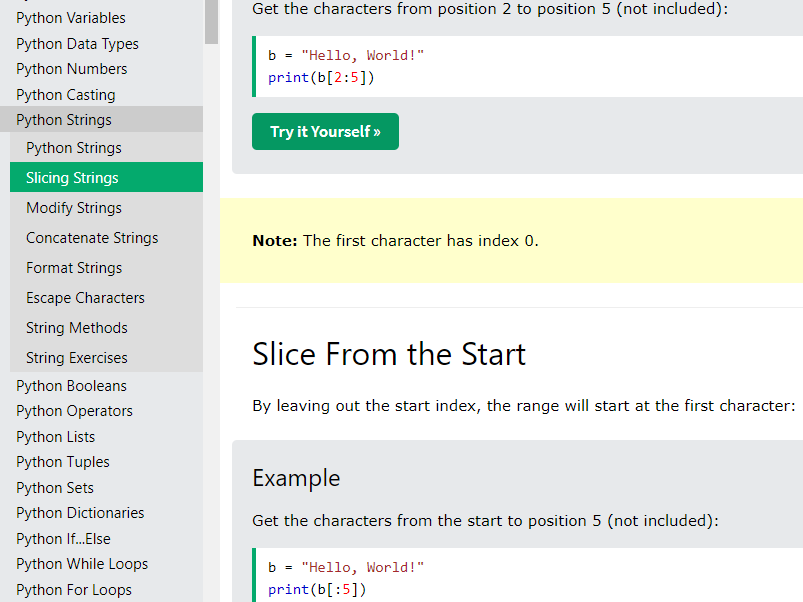 Python Variables
Python Data Types
Python Numbers
Python Casting
Python Strings
Python Strings
Slicing Strings
Modify Strings
Concatenate Strings
Format Strings
Escape Characters
String Methods
String Exercises
Python Booleans
Python Operators
Python Lists
Python Tuples
Python Sets
Python Dictionaries
Python If...Else
Python While Loops
Python For Loops
Get the characters from position 2 to position 5 (not included):
b = "Hello, World!"
print(b[2:5])
Try it Yourself »
Note: The first character has index 0.
Slice From the Start
By leaving out the start index, the range will start at the first character:
Example
Get the characters from the start to position 5 (not included):
b = "Hello, World!"
print(b[:5])